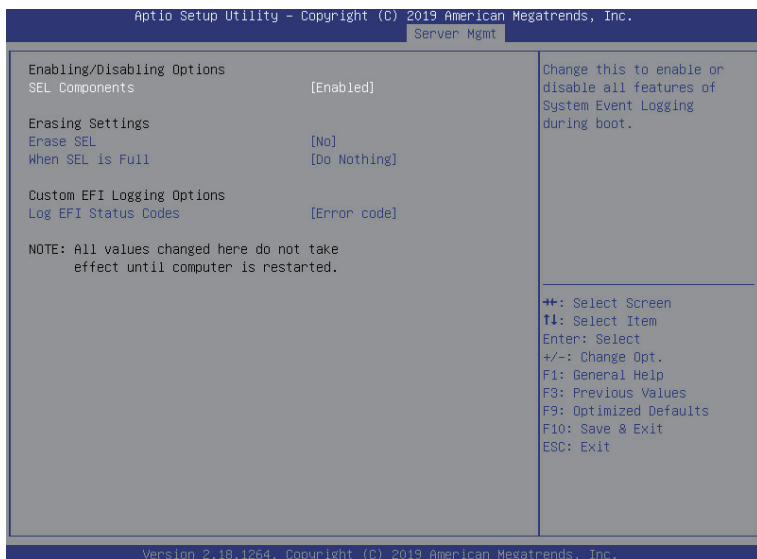 Aptio Setup Utility – Copyright (C) 2019 American Megatrends, Inc.
Server Mgmt
Enabling/Disabling Options
SEL Components [Enabled]
Erasing Settings
Erase SEL [No]
When SEL is Full [Do Nothing]
Custom EFI Logging Options
Log EFI Status Codes [Error code]
NOTE: All values changed here do not take
effect until computer is restarted.
Change this to enable or
disable all features of
System Event Logging
during boot.
→←: Select Screen
↑↓: Select Item
Enter: Select
+/-: Change Opt.
F1: General Help
F3: Previous Values
F9: Optimized Defaults
F10: Save & Exit
ESC: Exit
Version 2.18.1264. Copyright (C) 2019 American Megatrends, Inc.